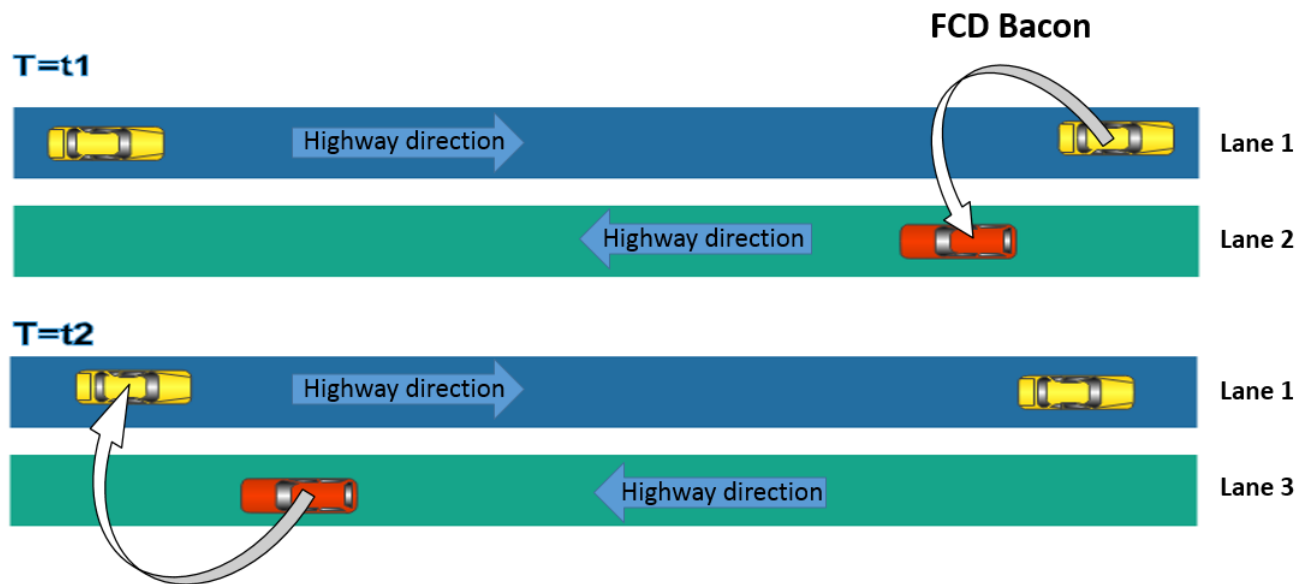 FCD Bacon
T=t1
Highway direction
Lane 1
Highway direction
Lane 2
T=t2
Highway direction
Lane 1
Highway direction
Lane 3